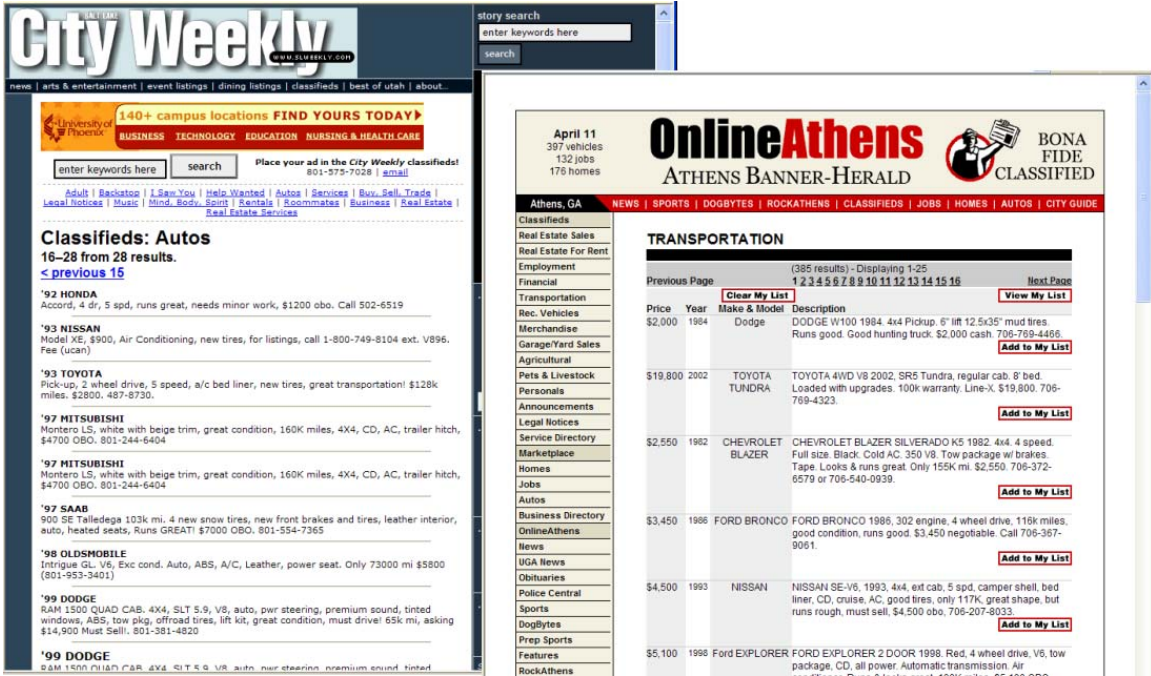 SALT LAKE
City Weekly
WWW.SLWEEKLY.COM
story search
enter keywords here
search
news | arts & entertainment | event listings | dining listings | classifieds | best of utah | about...
University of Phoenix
140+ campus locations FIND YOURS TODAY
BUSINESS TECHNOLOGY EDUCATION NURSING & HEALTH CARE
enter keywords here
search
Place your ad in the City Weekly classifieds!
801-575-7028 | email
Adult | Backstop | I Saw You | Help Wanted | Autos | Services | Buy, Sell, Trade |
Legal Notices | Music | Mind, Body, Spirit | Rentals | Roommates | Business | Real Estate |
Real Estate Services
Classifieds: Autos
16–28 from 28 results.
< previous 15
'92 HONDA
Accord, 4 dr, 5 spd, runs great, needs minor work, $1200 obo. Call 502-6519
'93 NISSAN
Model XE, $900, Air Conditioning, new tires, for listings, call 1-800-749-8104 ext. V896.
Fee (ucan)
'93 TOYOTA
Pick-up, 2 wheel drive, 5 speed, a/c bed liner, new tires, great transportation! $128k
miles. $2800. 487-8730.
'97 MITSUBISHI
Montero LS, white with beige trim, great condition, 160K miles, 4X4, CD, AC, trailer hitch,
$4700 OBO. 801-244-6404
'97 MITSUBISHI
Montero LS, white with beige trim, great condition, 160K miles, 4X4, CD, AC, trailer hitch,
$4700 OBO. 801-244-6404
'97 SAAB
900 SE Talledega 103k mi. 4 new snow tires, new front brakes and tires, leather interior,
auto, heated seats, Runs GREAT! $7000 OBO. 801-554-7365
'98 OLDSMOBILE
Intrigue GL. V6, Exc cond. Auto, ABS, A/C, Leather, power seat. Only 73000 mi $5800
(801-953-3401)
'99 DODGE
RAM 1500 QUAD CAB. 4X4, SLT 5.9, V8, auto, pwr steering, premium sound, tinted
windows, ABS, tow pkg, offroad tires, lift kit, great condition, must drive! 65k mi, asking
$14,900 Must Sell!. 801-381-4820
'99 DODGE
RAM 1500 QUAD CAB. 4X4, SLT 5.9, V8, auto, pwr steering, premium sound, tinted
April 11
397 vehicles
132 jobs
176 homes
OnlineAthens
ATHENS BANNER-HERALD
BONA
FIDE
CLASSIFIED
Athens, GA
NEWS | SPORTS | DOGBYTES | ROCKATHENS | CLASSIFIEDS | JOBS | HOMES | AUTOS | CITY GUIDE
Classifieds
Real Estate Sales
Real Estate For Rent
Employment
Financial
Transportation
Rec. Vehicles
Merchandise
Garage/Yard Sales
Agricultural
Pets & Livestock
Personals
Announcements
Legal Notices
Service Directory
Marketplace
Homes
Jobs
Autos
Business Directory
OnlineAthens
News
UGA News
Obituaries
Police Central
Sports
DogBytes
Prep Sports
Features
RockAthens
TRANSPORTATION
(385 results) - Displaying 1-25
Previous Page 1 2 3 4 5 6 7 8 9 10 11 12 13 14 15 16 Next Page
Clear My List View My List
Price Year Make & Model Description
$2,000 1984 Dodge DODGE W100 1984. 4x4 Pickup. 6" lift 12.5x35" mud tires.
Runs good. Good hunting truck. $2,000 cash. 706-769-4466.
Add to My List
$19,800 2002 TOYOTA TOYOTA 4WD V8 2002, SR5 Tundra, regular cab. 8' bed.
TUNDRA Loaded with upgrades. 100k warranty. Line-X. $19,800. 706-
769-4323.
Add to My List
$2,550 1982 CHEVROLET CHEVROLET BLAZER SILVERADO K5 1982. 4x4. 4 speed.
BLAZER Full size. Black. Cold AC. 350 V8. Tow package w/ brakes.
Tape. Looks & runs great. Only 155K mi. $2,550. 706-372-
6579 or 706-540-0939.
Add to My List
$3,450 1986 FORD BRONCO FORD BRONCO 1986, 302 engine, 4 wheel drive, 116k miles,
good condition, runs good. $3,450 negotiable. Call 706-367-
9061.
Add to My List
$4,500 1993 NISSAN NISSAN SE-V6, 1993, 4x4, ext cab, 5 spd, camper shell, bed
liner, CD, cruise, AC, good tires, only 117K, great shape, but
runs rough, must sell, $4,500 obo, 706-207-8033.
Add to My List
$5,100 1998 Ford EXPLORER FORD EXPLORER 2 DOOR 1998. Red, 4 wheel drive, V6, tow
package, CD, all power. Automatic transmission. Air